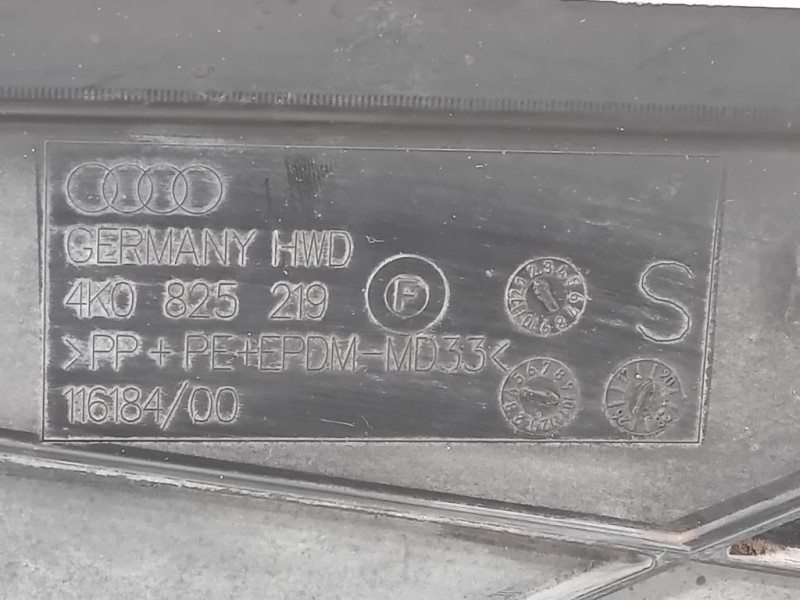 GERMANY HWD
4K0 825 219 F
>PP+PE+EPDM-MD33<
116184/00
S